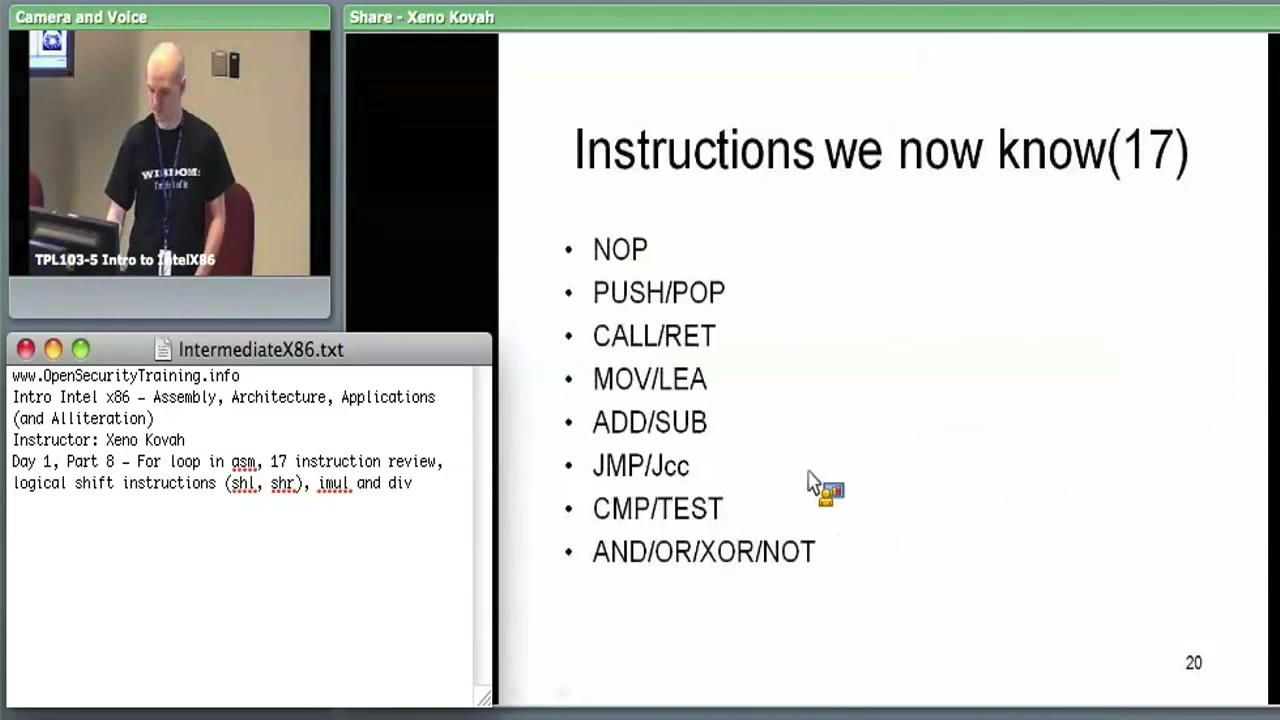 Camera and Voice
WISDOM:
TPL103-5 Intro to IntelX86
IntermediateX86.txt
www.OpenSecurityTraining.info
Intro Intel x86 – Assembly, Architecture, Applications
(and Alliteration)
Instructor: Xeno Kovah
Day 1, Part 8 – For loop in asm, 17 instruction review,
logical shift instructions (shl, shr), imul and div
Share - Xeno Kovah
Instructions we now know(17)
• NOP
• PUSH/POP
• CALL/RET
• MOV/LEA
• ADD/SUB
• JMP/Jcc
• CMP/TEST
• AND/OR/XOR/NOT
20